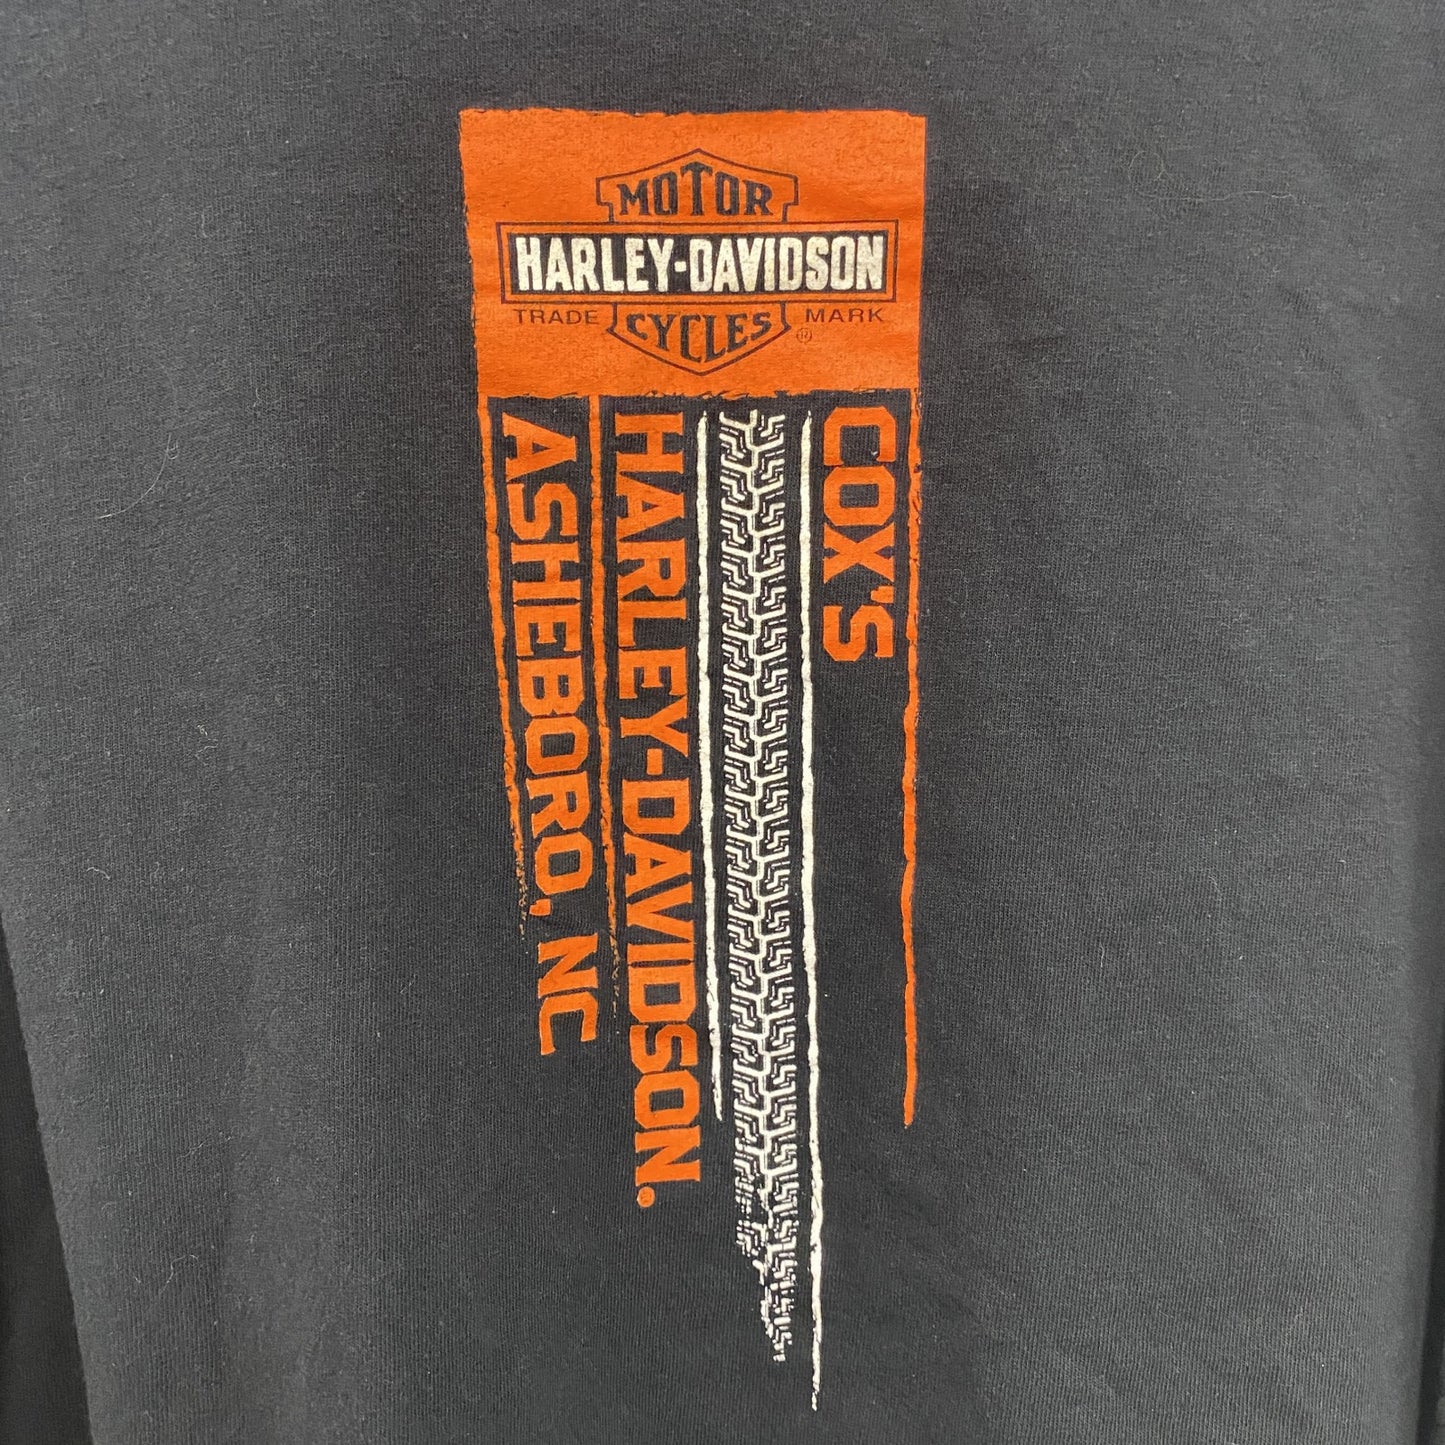 MOTOR
HARLEY-DAVIDSON
TRADE MARK
CYCLES ®
COX'S
HARLEY-DAVIDSON.®
ASHEBORO, NC